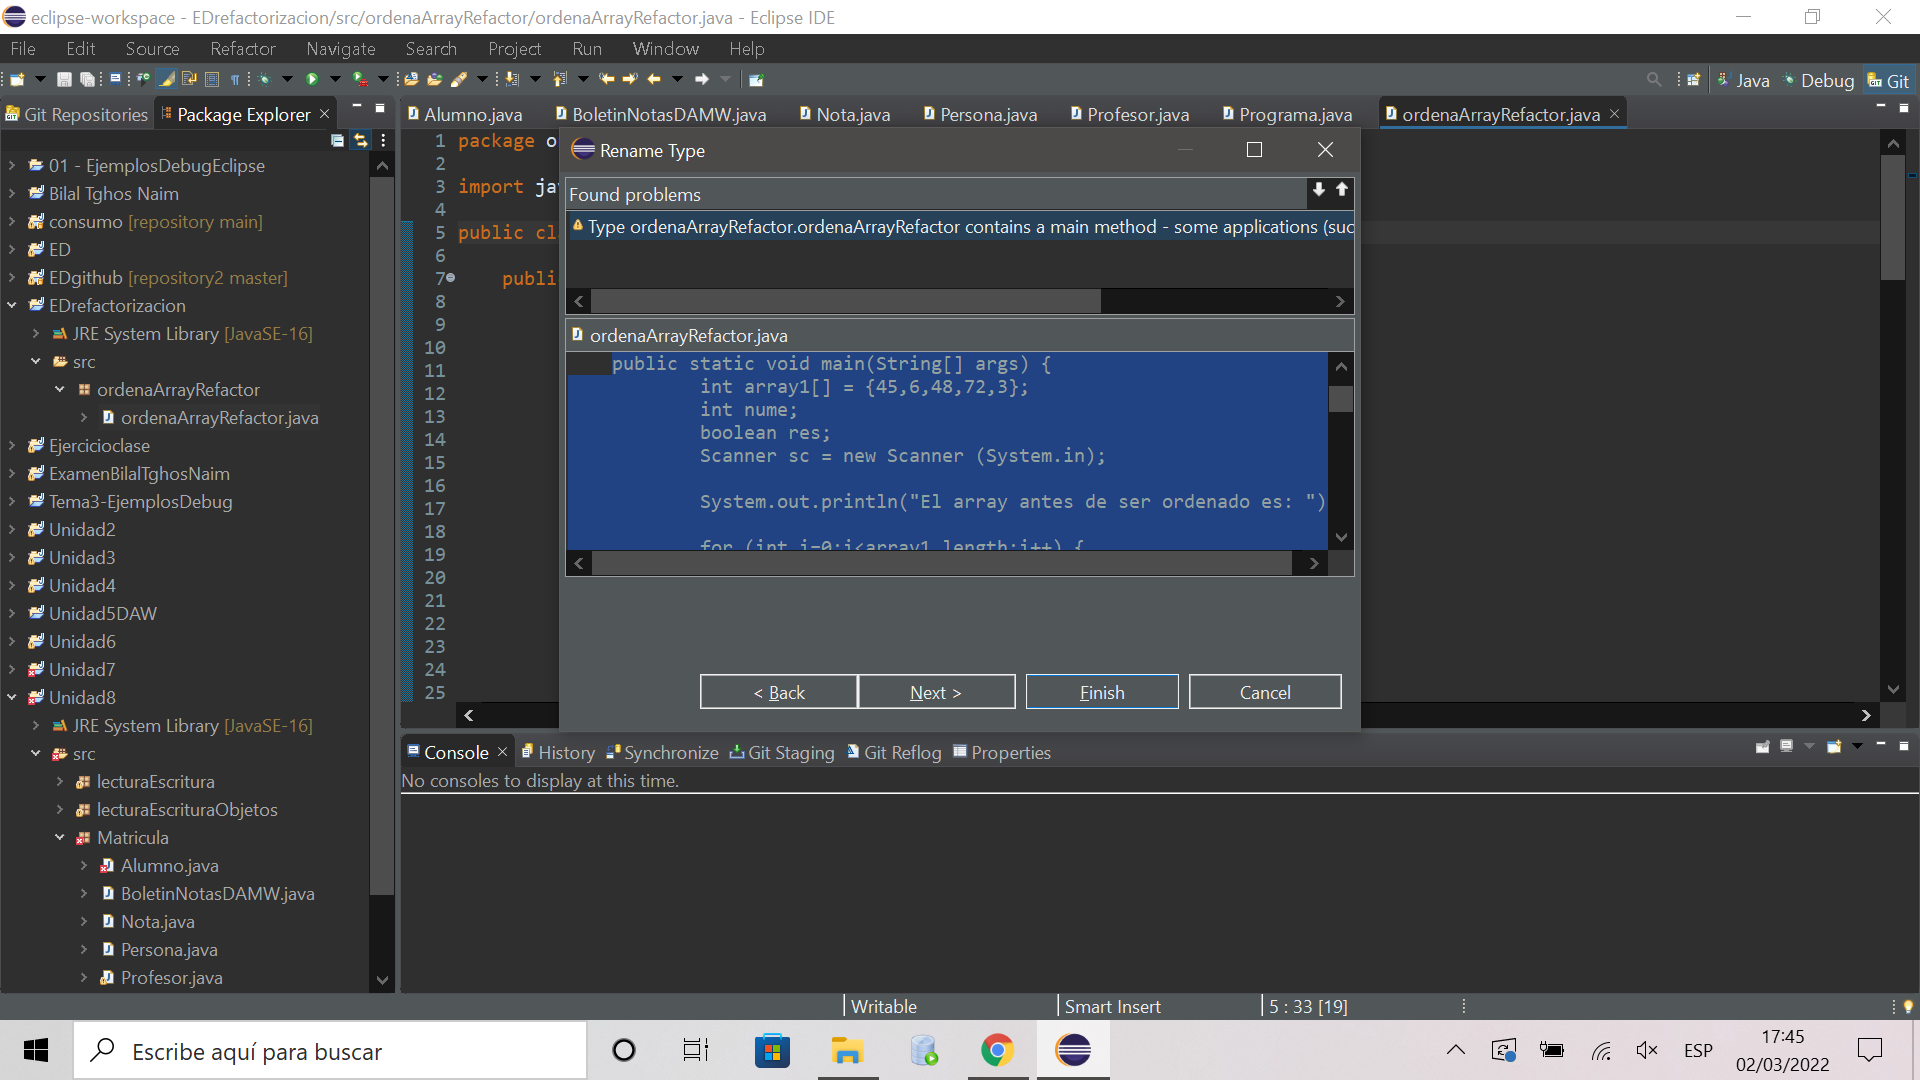 eclipse-workspace - EDrefactorizacion/src/ordenaArrayRefactor/ordenaArrayRefactor.java - Eclipse IDE
File Edit Source Refactor Navigate Search Project Run Window Help
Java Debug Git
Git Repositories Package Explorer
Alumno.java BoletinNotasDAMW.java Nota.java Persona.java Profesor.java Programa.java ordenaArrayRefactor.java
01 - EjemplosDebugEclipse
Bilal Tghos Naim
consumo [repository main]
ED
EDgithub [repository2 master]
EDrefactorizacion
JRE System Library [JavaSE-16]
src
ordenaArrayRefactor
ordenaArrayRefactor.java
Ejercicioclase
ExamenBilalTghosNaim
Tema3-EjemplosDebug
Unidad2
Unidad3
Unidad4
Unidad5DAW
Unidad6
Unidad7
Unidad8
JRE System Library [JavaSE-16]
src
lecturaEscritura
lecturaEscrituraObjetos
Matricula
Alumno.java
BoletinNotasDAMW.java
Nota.java
Persona.java
Profesor.java
1 package o
2
3 import ja
4
5 public cl
6
7 publi
8
9
10
11
12
13
14
15
16
17
18
19
20
21
22
23
24
25
Rename Type
Found problems
Type ordenaArrayRefactor.ordenaArrayRefactor contains a main method - some applications (suc
ordenaArrayRefactor.java
public static void main(String[] args) {
int array1[] = {45,6,48,72,3};
int nume;
boolean res;
Scanner sc = new Scanner (System.in);
System.out.println("El array antes de ser ordenado es: ")
for (int i=0;i<array1.length;i++) {
< Back Next > Finish Cancel
Console History Synchronize Git Staging Git Reflog Properties
No consoles to display at this time.
Writable Smart Insert 5 : 33 [19]
Escribe aquí para buscar
ESP
17:45
02/03/2022